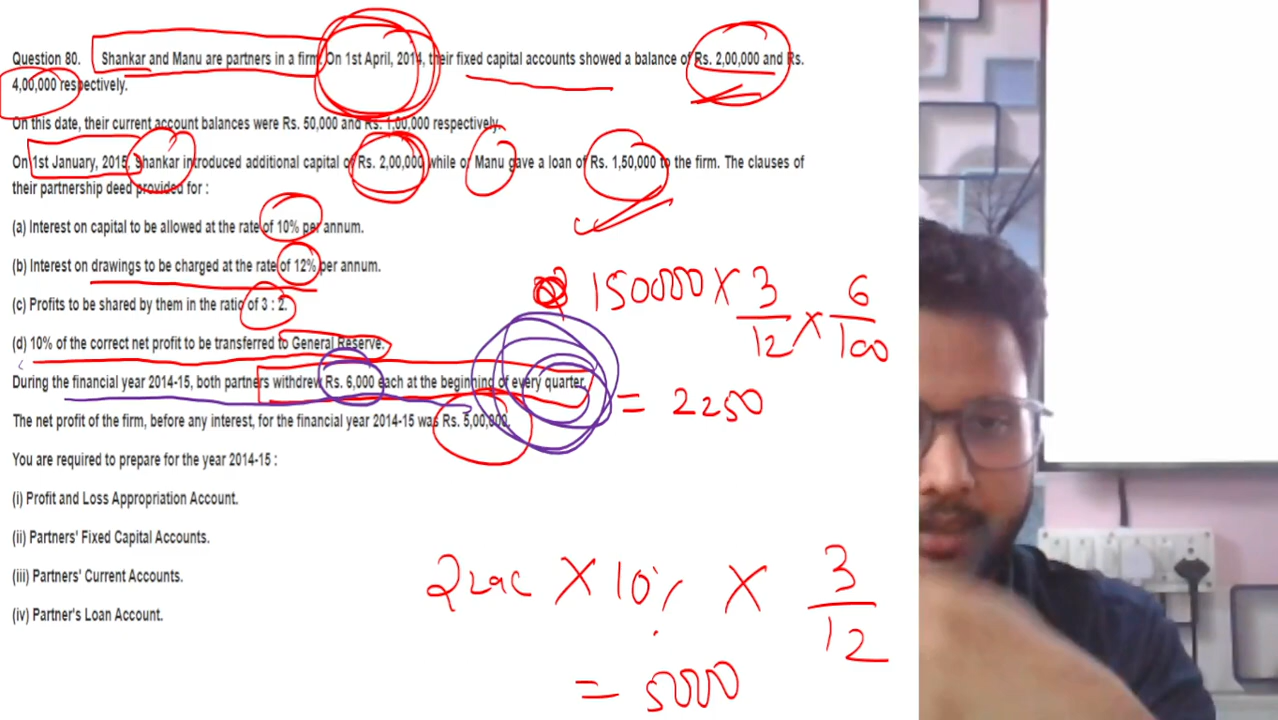 Question 80. Shankar and Manu are partners in a firm. On 1st April, 2014, their fixed capital accounts showed a balance of Rs. 2,00,000 and Rs.
4,00,000 respectively.
On this date, their current account balances were Rs. 50,000 and Rs. 1,00,000 respectively.
On 1st January, 2015, Shankar introduced additional capital of Rs. 2,00,000 while or Manu gave a loan of Rs. 1,50,000 to the firm. The clauses of
their partnership deed provided for :
(a) Interest on capital to be allowed at the rate of 10% per annum.
(b) Interest on drawings to be charged at the rate of 12% per annum.
(c) Profits to be shared by them in the ratio of 3 : 2.
(d) 10% of the correct net profit to be transferred to General Reserve.
During the financial year 2014-15, both partners withdrew Rs. 6,000 each at the beginning of every quarter.
The net profit of the firm, before any interest, for the financial year 2014-15 was Rs. 5,00,000.
You are required to prepare for the year 2014-15 :
(i) Profit and Loss Appropriation Account.
(ii) Partners' Fixed Capital Accounts.
(iii) Partners' Current Accounts.
(iv) Partner's Loan Account.
150000 X 3/12 X 6/100
= 2250
2 Lac X 10% X 3/12
= 5000